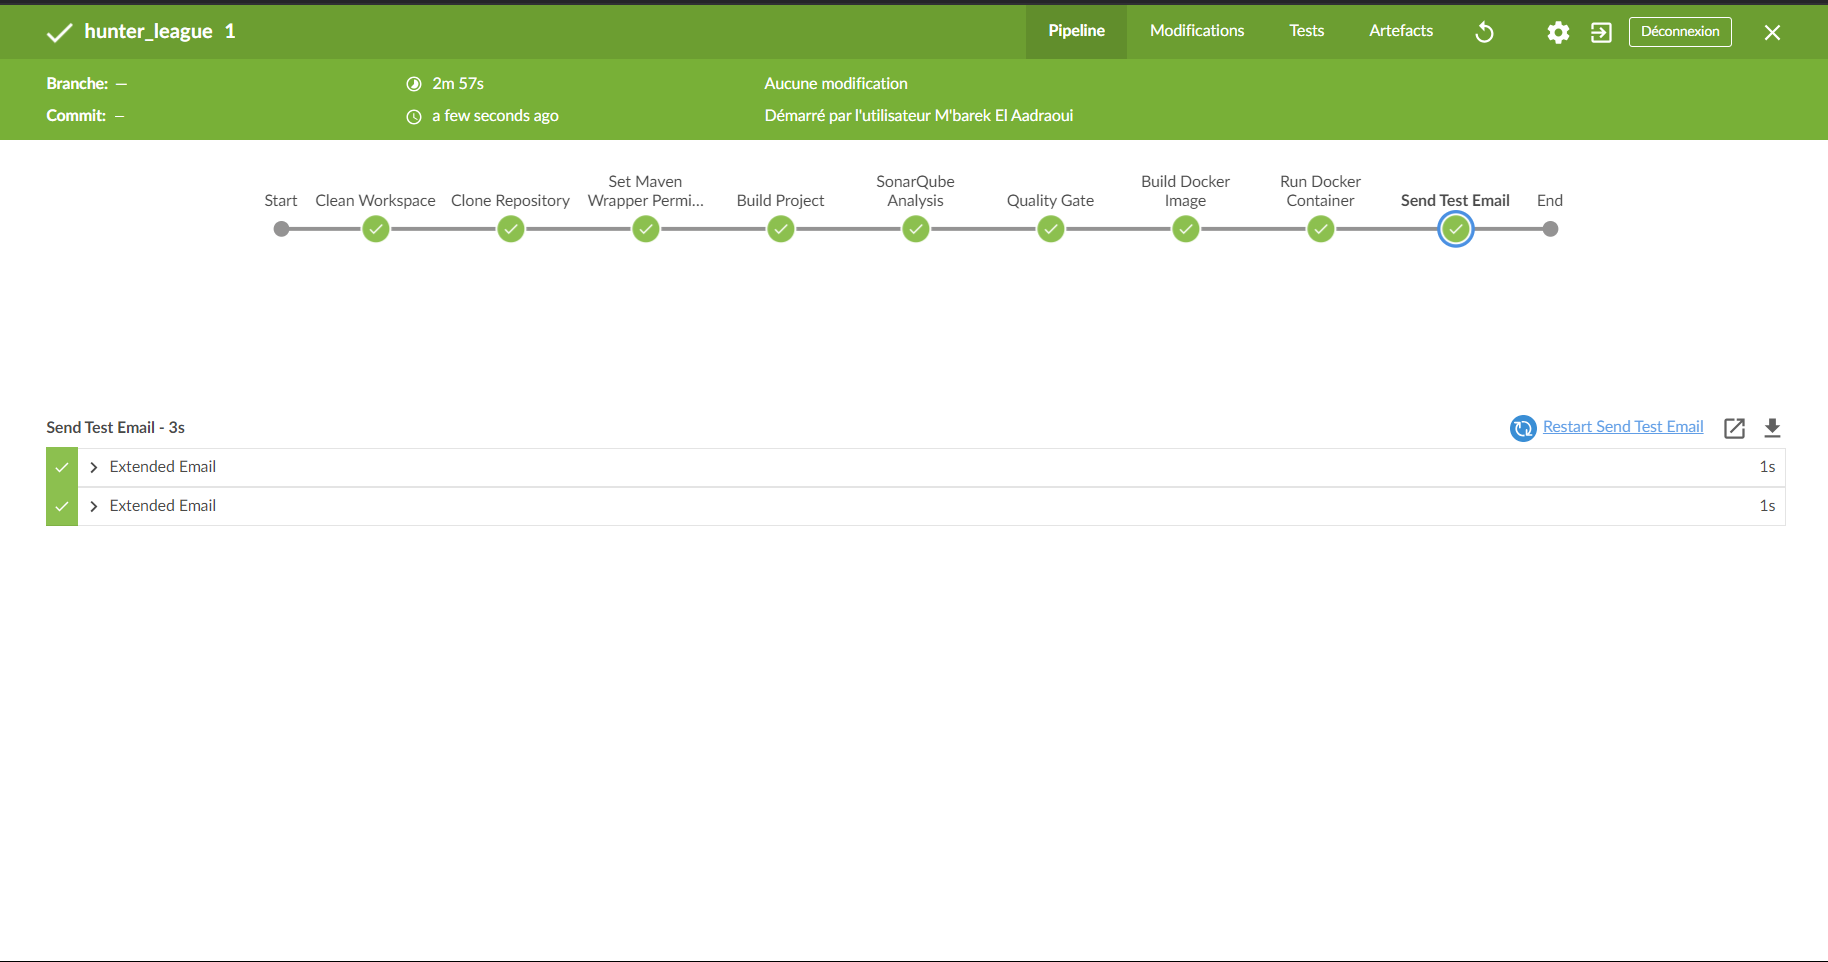 hunter_league 1
Pipeline
Modifications
Tests
Artefacts
Déconnexion
Branche: —
2m 57s
Aucune modification
Commit: —
a few seconds ago
Démarré par l'utilisateur M'barek El Aadraoui
Start
Clean Workspace
Clone Repository
Set Maven
Wrapper Permi...
Build Project
SonarQube
Analysis
Quality Gate
Build Docker
Image
Run Docker
Container
Send Test Email
End
Send Test Email - 3s
Restart Send Test Email
Extended Email
1s
Extended Email
1s